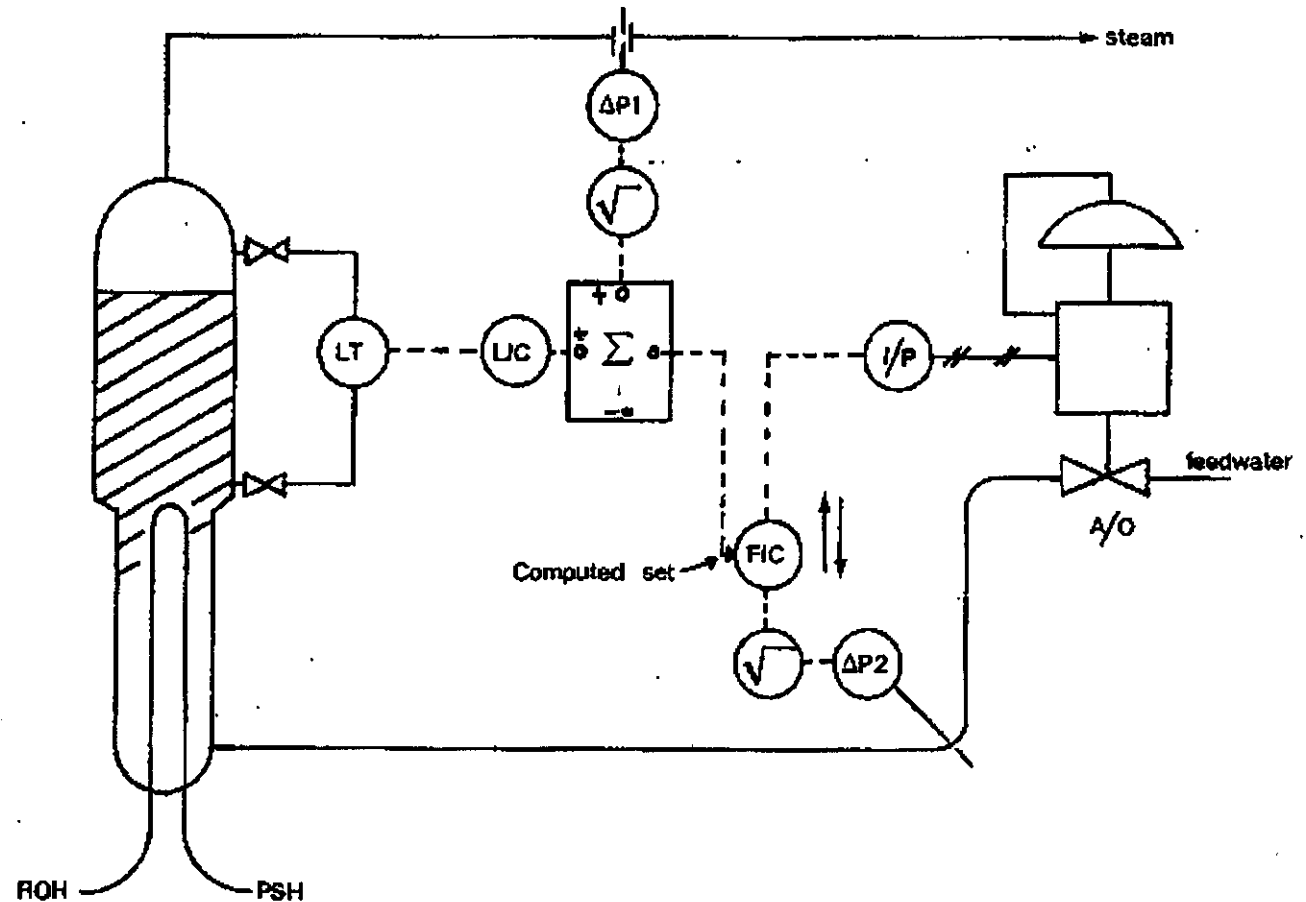 steam
ΔP1
√
+
LT
LIC
+
Σ
-
I/P
feedwater
A/O
FIC
Computed set
√
ΔP2
ROH
PSH